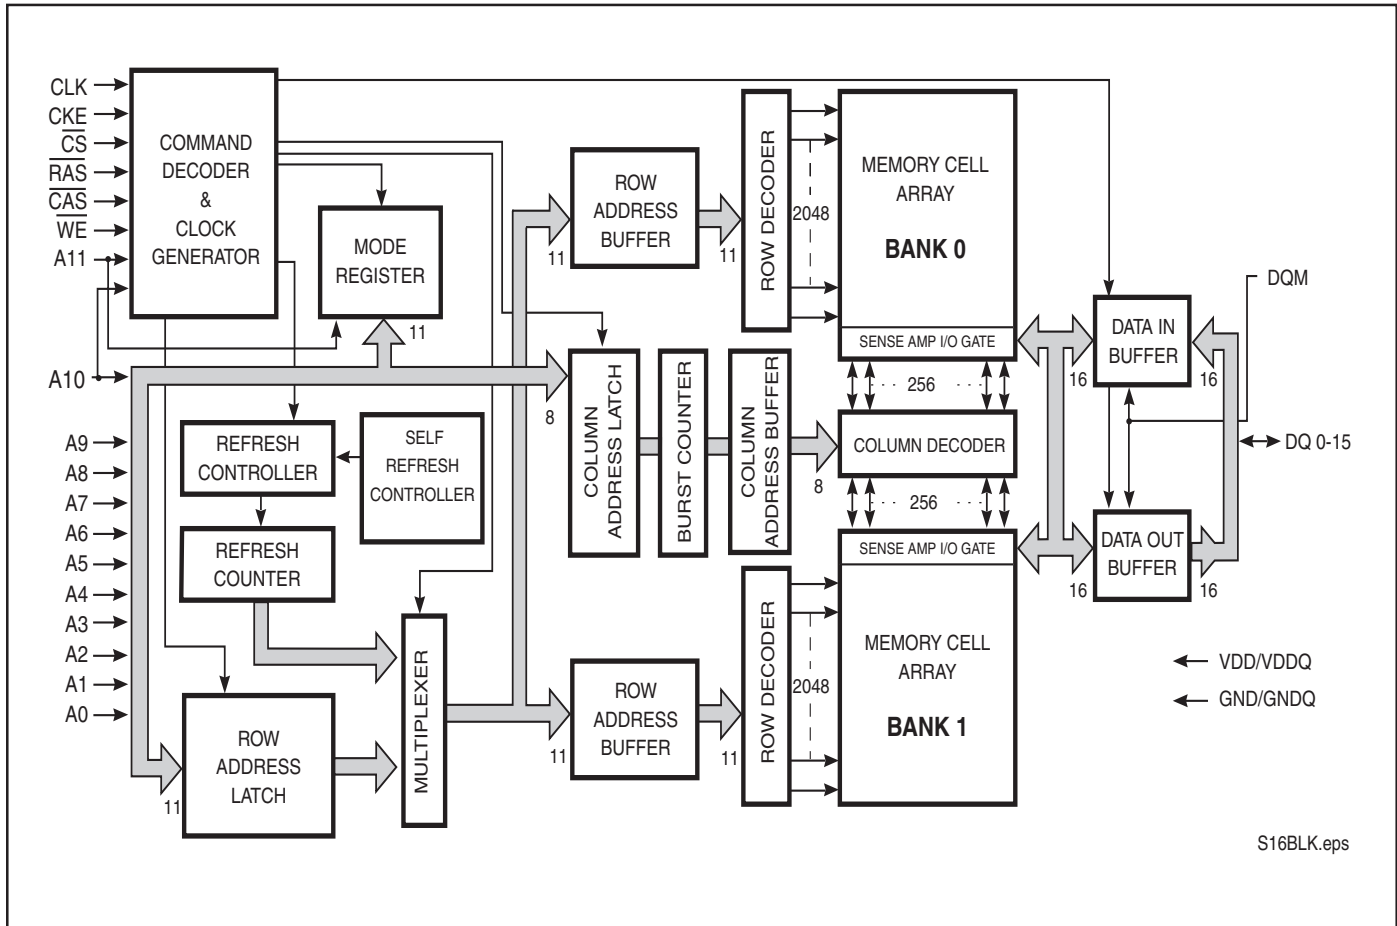 CLK
CKE
CS
RAS
CAS
WE
A11
A10
A9
A8
A7
A6
A5
A4
A3
A2
A1
A0
COMMAND
DECODER
&
CLOCK
GENERATOR
MODE
REGISTER
11
REFRESH
CONTROLLER
SELF
REFRESH
CONTROLLER
REFRESH
COUNTER
ROW
ADDRESS
LATCH
11
MULTIPLEXER
ROW
ADDRESS
BUFFER
11
11
ROW DECODER
2048
MEMORY CELL
ARRAY
BANK 0
SENSE AMP I/O GATE
256
8
COLUMN
ADDRESS LATCH
BURST COUNTER
COLUMN
ADDRESS BUFFER
8
COLUMN DECODER
256
SENSE AMP I/O GATE
MEMORY CELL
ARRAY
BANK 1
ROW
ADDRESS
BUFFER
11
11
ROW DECODER
2048
DQM
DATA IN
BUFFER
16
16
DQ 0-15
DATA OUT
BUFFER
16
16
VDD/VDDQ
GND/GNDQ
S16BLK.eps